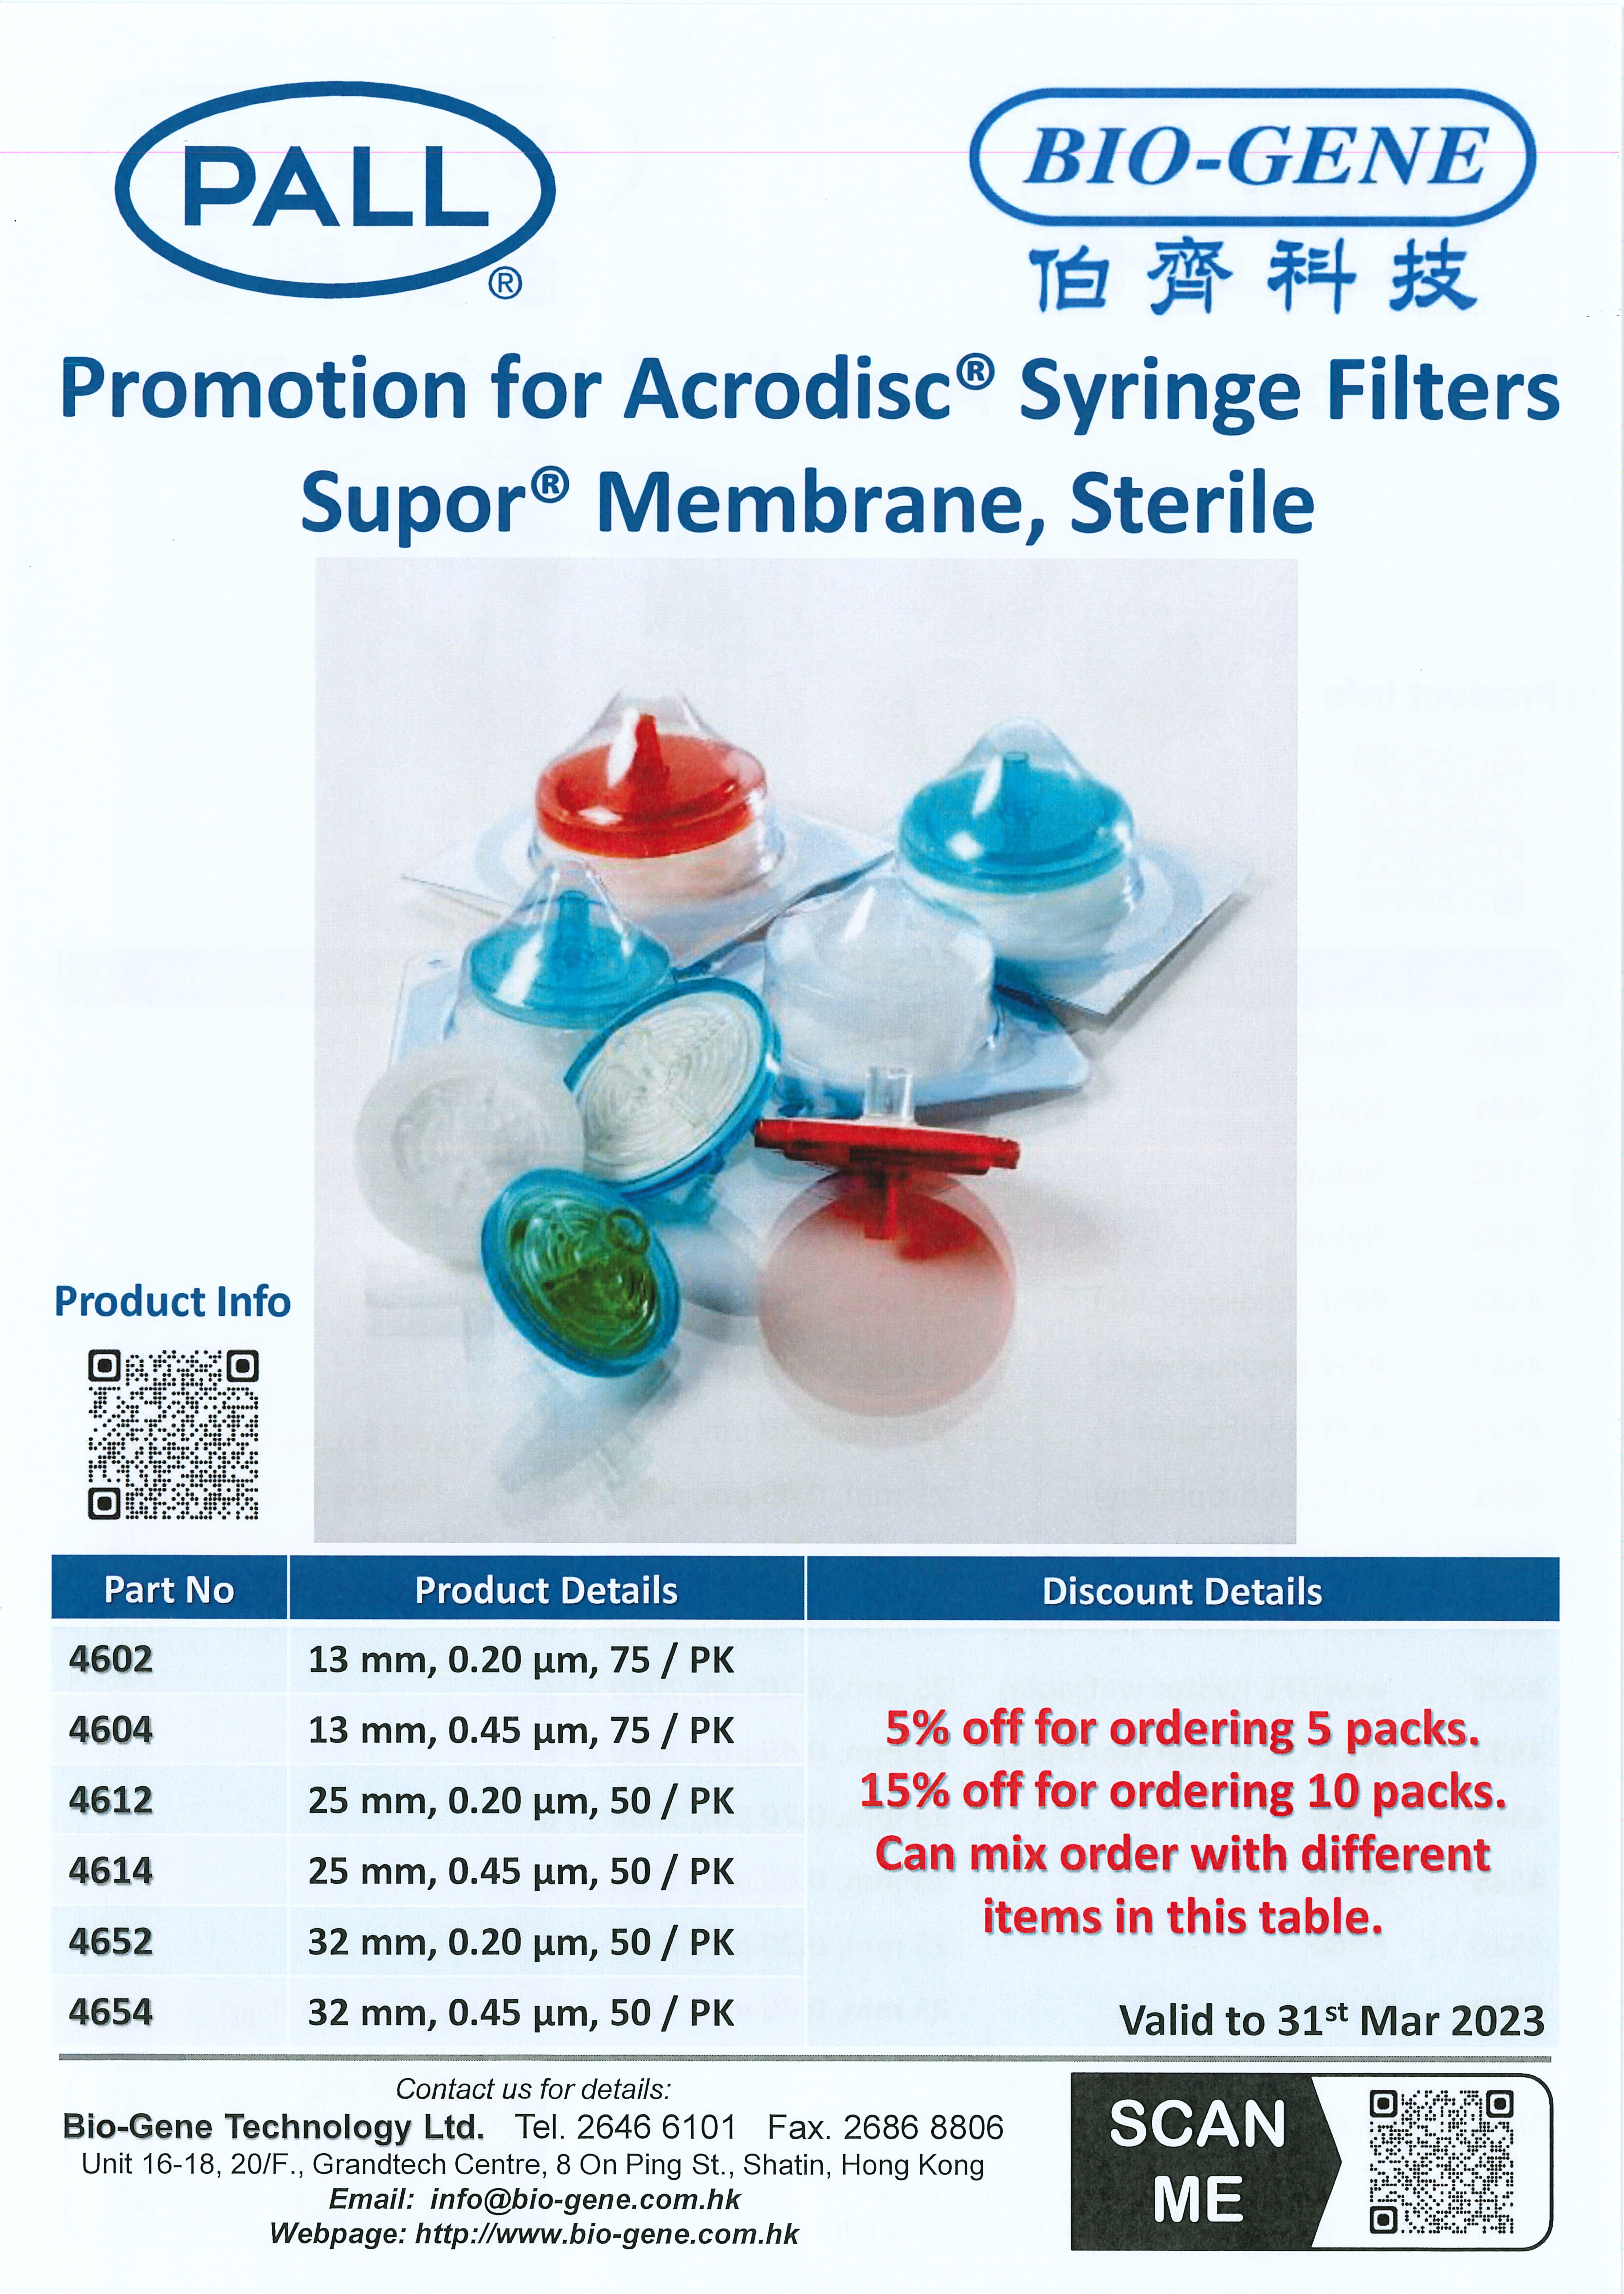 PALL
®
BIO-GENE
伯齊科技
Promotion for Acrodisc® Syringe Filters
Supor® Membrane, Sterile
Product Info
Part No Product Details Discount Details
4602 13 mm, 0.20 µm, 75 / PK
4604 13 mm, 0.45 µm, 75 / PK
4612 25 mm, 0.20 µm, 50 / PK
4614 25 mm, 0.45 µm, 50 / PK
4652 32 mm, 0.20 µm, 50 / PK
4654 32 mm, 0.45 µm, 50 / PK
5% off for ordering 5 packs.
15% off for ordering 10 packs.
Can mix order with different
items in this table.
Valid to 31st Mar 2023
Contact us for details:
Bio-Gene Technology Ltd. Tel. 2646 6101 Fax. 2686 8806
Unit 16-18, 20/F., Grandtech Centre, 8 On Ping St., Shatin, Hong Kong
Email: info@bio-gene.com.hk
Webpage: http://www.bio-gene.com.hk
SCAN
ME